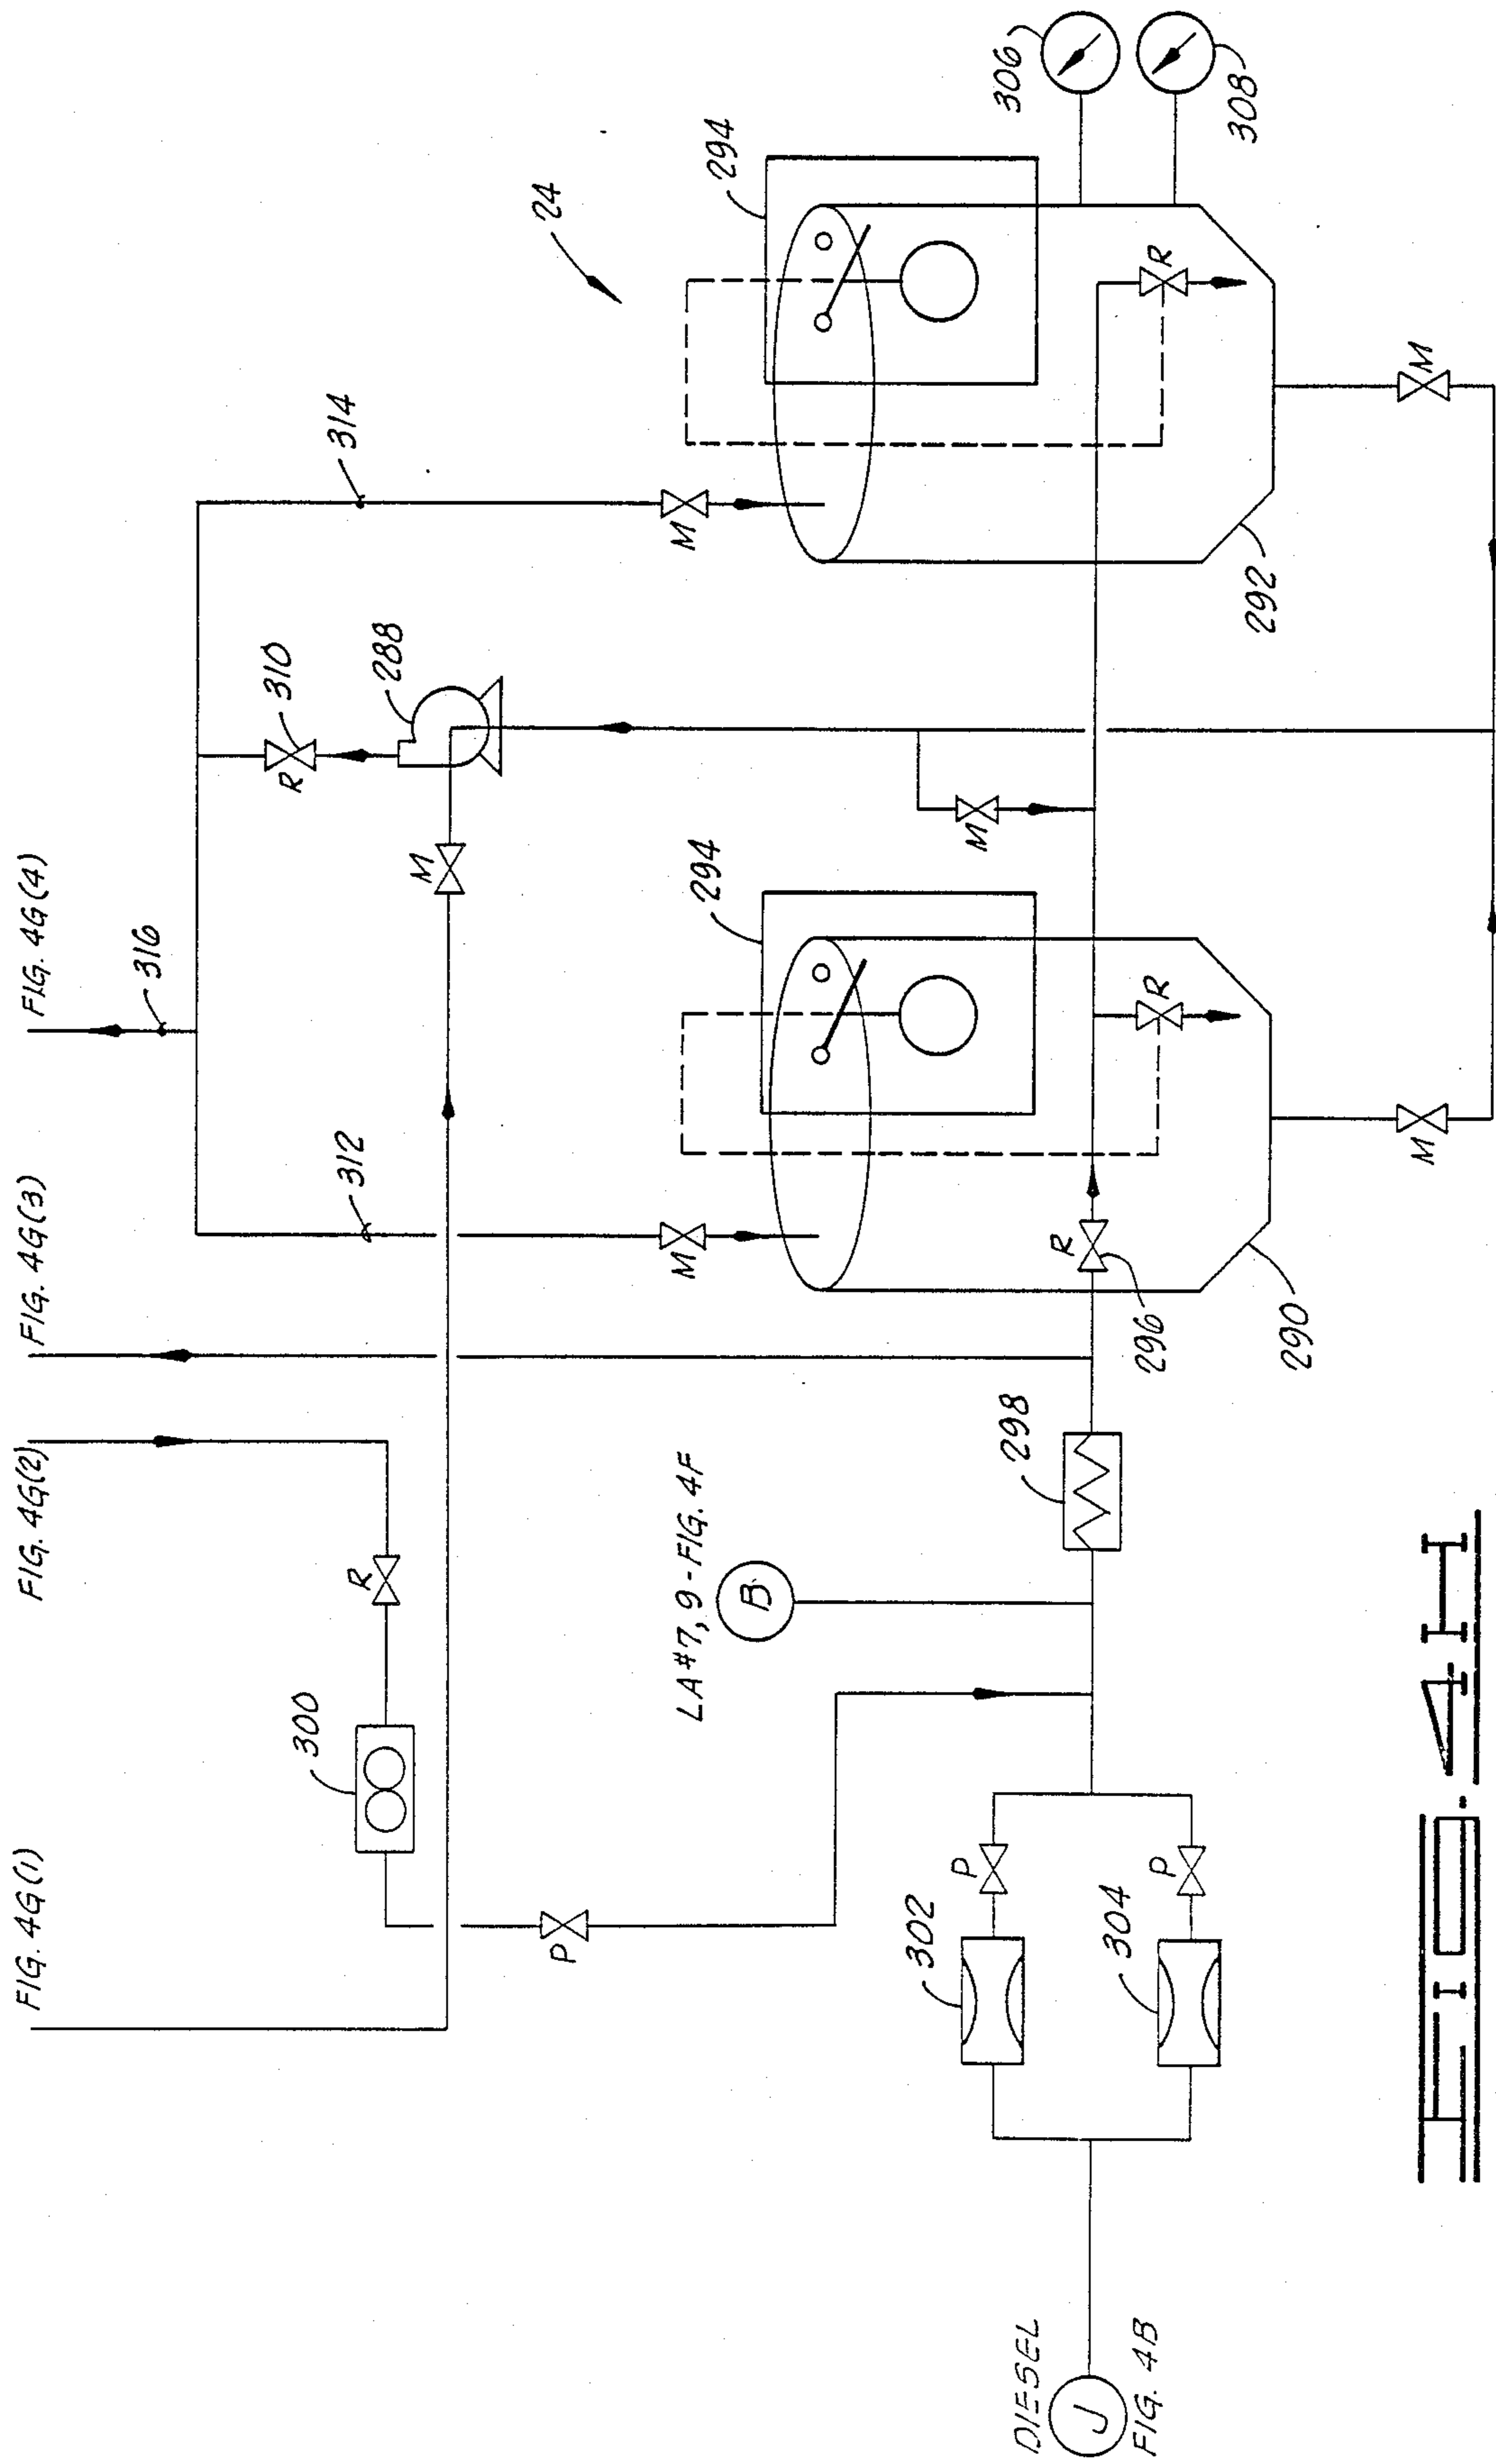 FIG. 4G(1)
FIG. 4G(2)
FIG. 4G(3)
FIG. 4G(4)
316
310
R
300
R
312
314
288
M
24
P
M
M
LA#7, 9-FIG. 4F
B
294
294
302
P
M
306
DIESEL
J
FIG. 4B
298
R
296
304
P
R
R
308
290
292
M
M
FIG. 4H